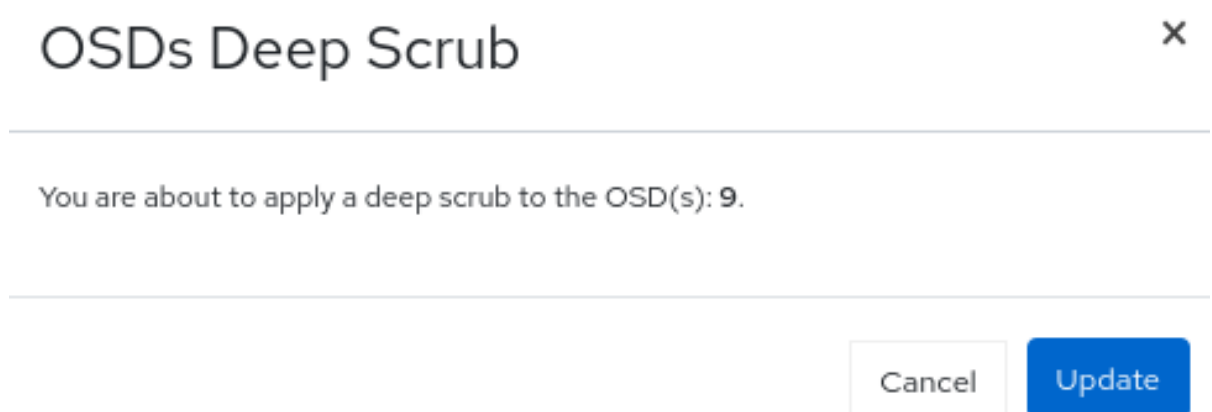 OSDs Deep Scrub
You are about to apply a deep scrub to the OSD(s): 9.
Cancel
Update